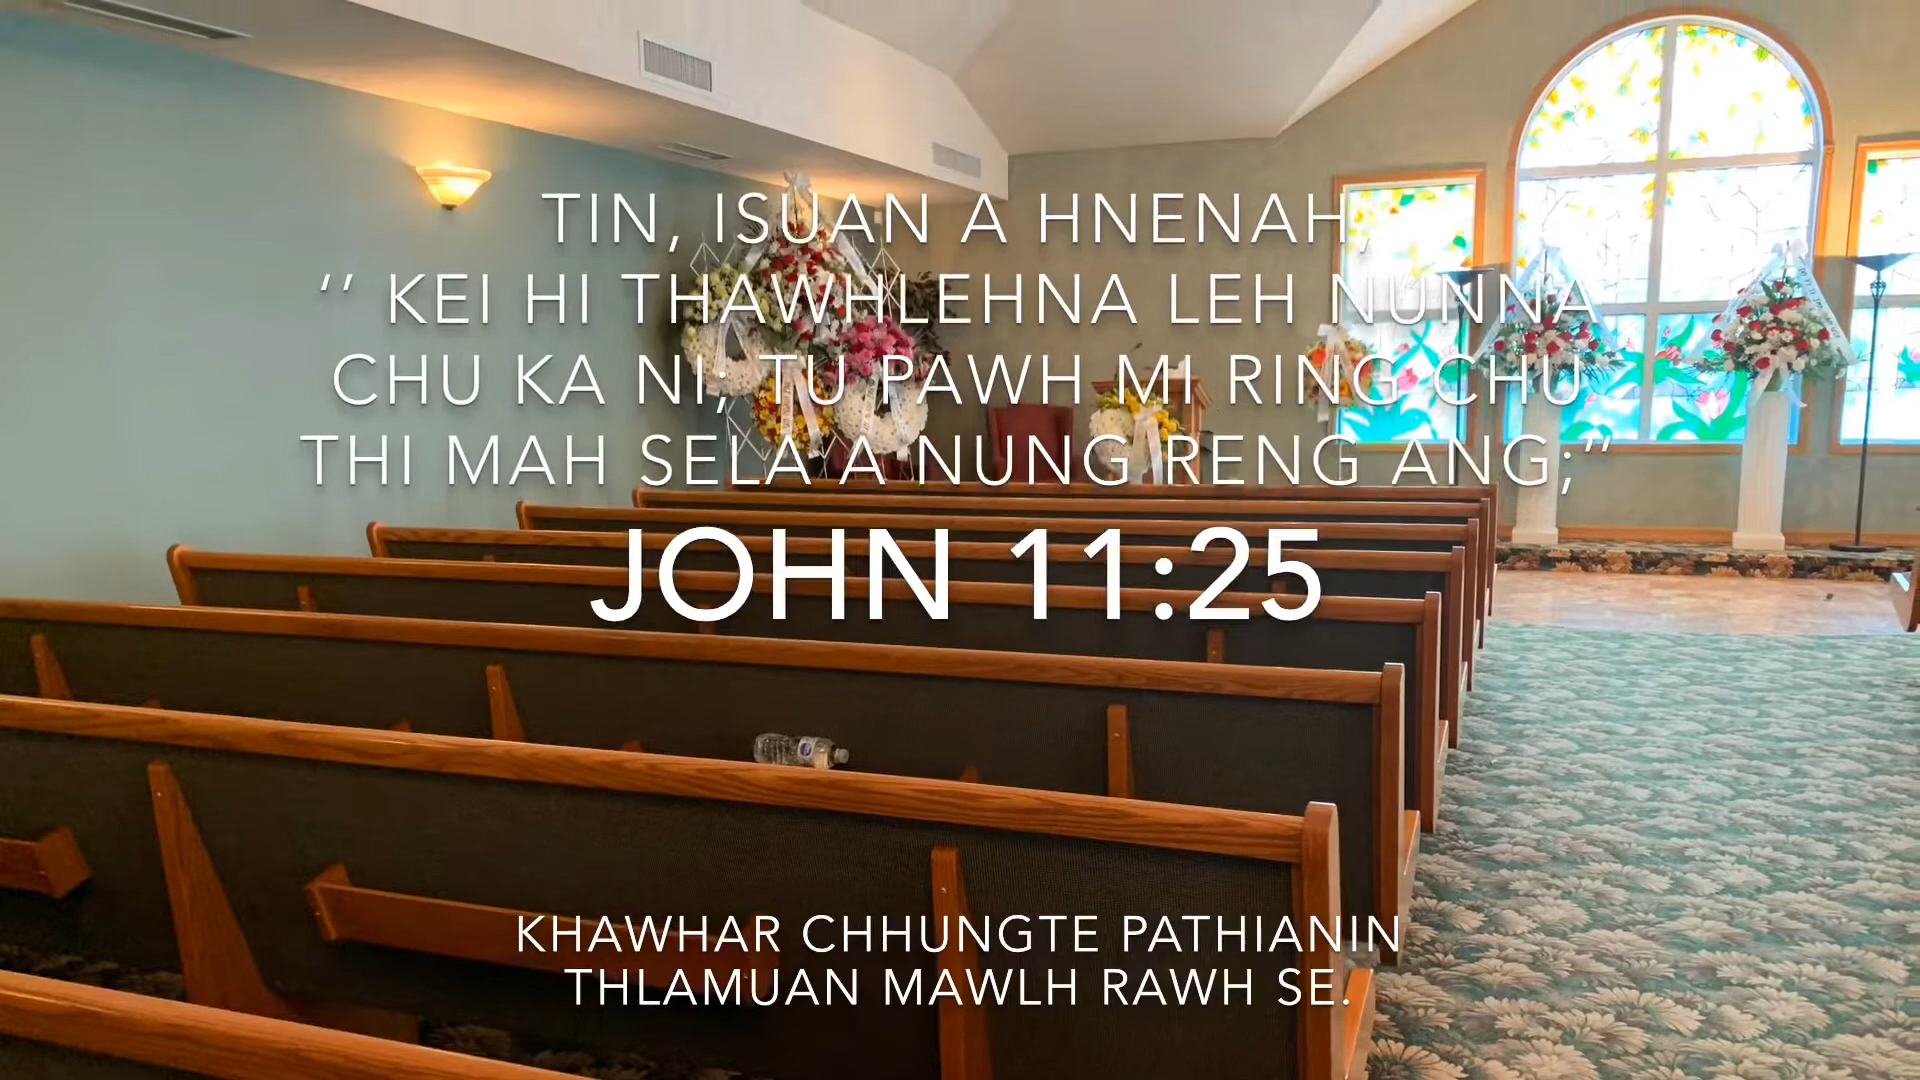 TIN, ISUAN A HNENAH,
‘‘ KEI HI THAWHLEHNA LEH NUNNA
CHU KA NI; TU PAWH MI RING CHU
THI MAH SELA A NUNG RENG ANG;”
JOHN 11:25
KHAWHAR CHHUNGTE PATHIANIN
THLAMUAN MAWLH RAWH SE.